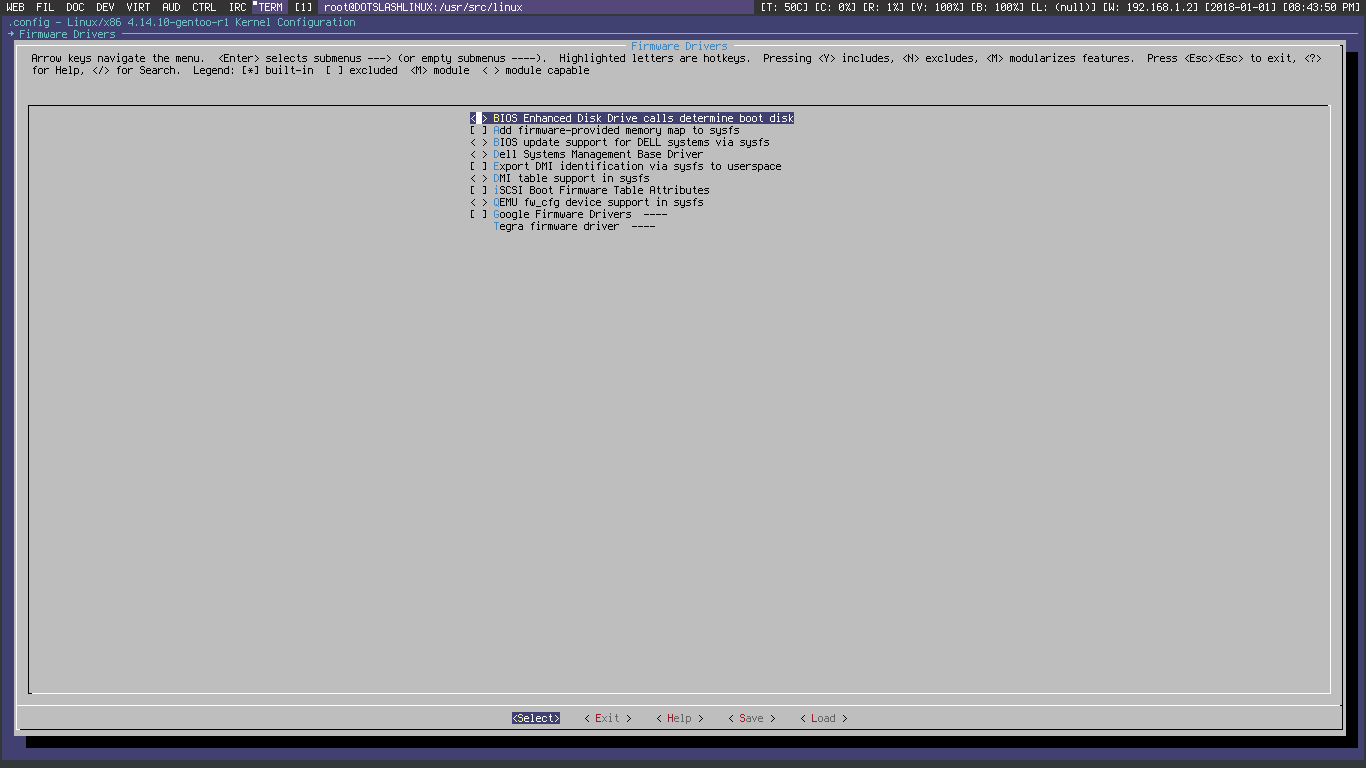 WEB FIL DOC DEV VIRT AUD CTRL IRC TERM [1] root@DOTSLASHLINUX:/usr/src/linux [T: 50C] [C: 0%] [R: 1%] [V: 100%] [B: 100%] [L: (null)] [W: 192.168.1.2] [2018-01-01] [08:43:50 PM]
.config - Linux/x86 4.14.10-gentoo-r1 Kernel Configuration
→ Firmware Drivers
Firmware Drivers
Arrow keys navigate the menu. <Enter> selects submenus ---> (or empty submenus ----). Highlighted letters are hotkeys. Pressing <Y> includes, <N> excludes, <M> modularizes features. Press <Esc><Esc> to exit, <?>
for Help, </> for Search. Legend: [*] built-in [ ] excluded <M> module < > module capable
< > BIOS Enhanced Disk Drive calls determine boot disk
[ ] Add firmware-provided memory map to sysfs
< > BIOS update support for DELL systems via sysfs
< > Dell Systems Management Base Driver
[ ] Export DMI identification via sysfs to userspace
< > DMI table support in sysfs
[ ] iSCSI Boot Firmware Table Attributes
< > QEMU fw_cfg device support in sysfs
[ ] Google Firmware Drivers ----
Tegra firmware driver ----
<Select> < Exit > < Help > < Save > < Load >